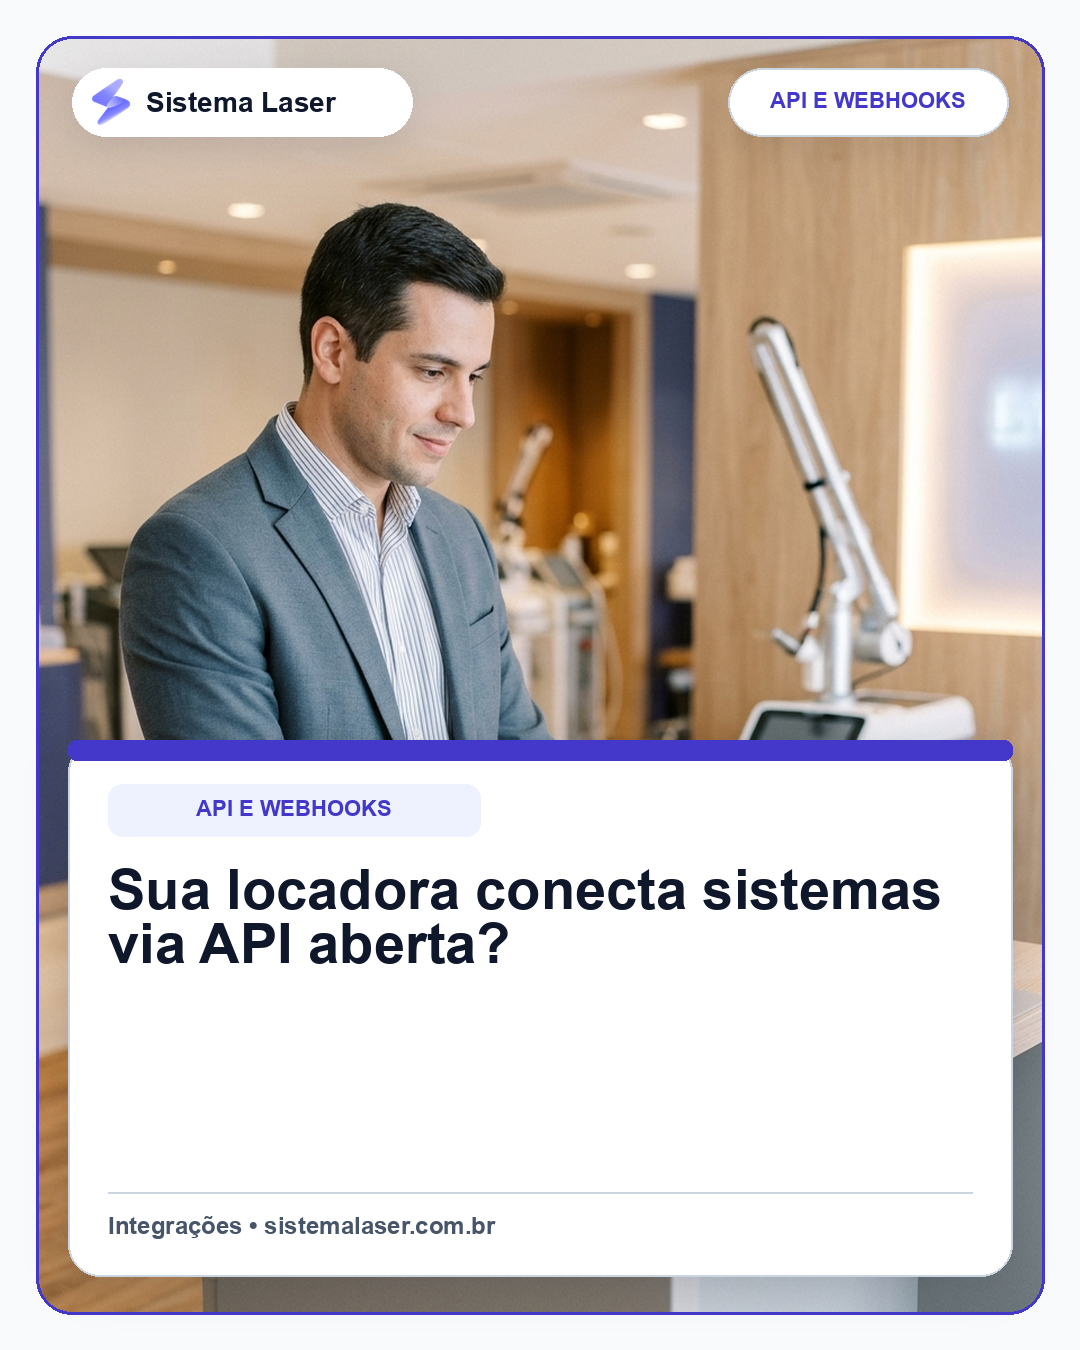 Sistema Laser
API E WEBHOOKS
API E WEBHOOKS
Sua locadora conecta sistemas
via API aberta?
Integrações • sistemalaser.com.br